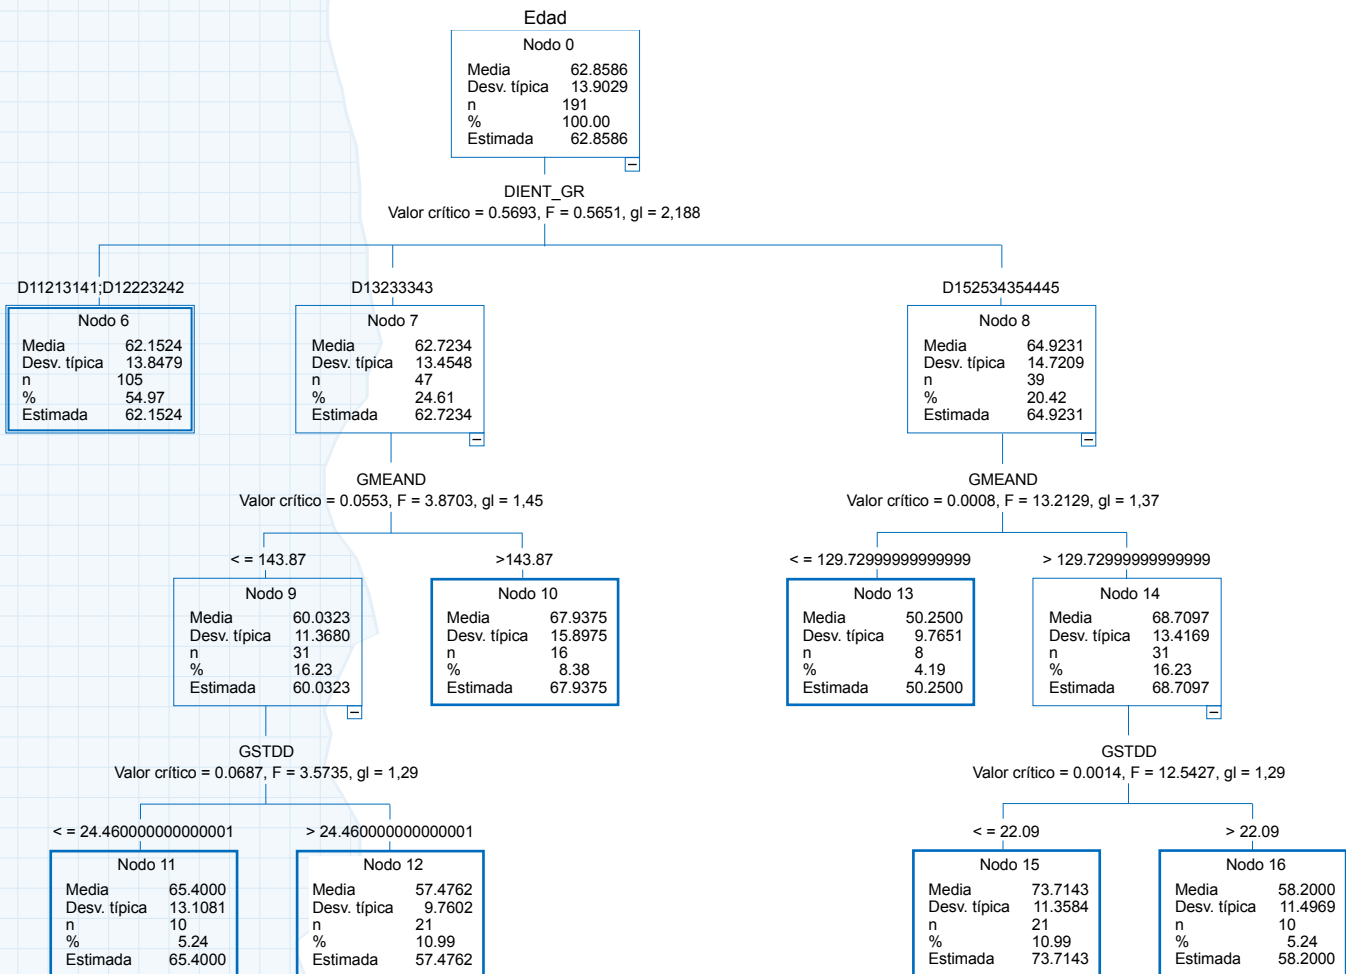 Edad
Nodo 0
Media 62.8586
Desv. típica 13.9029
n 191
% 100.00
Estimada 62.8586
DIENT_GR
Valor crítico = 0.5693, F = 0.5651, gl = 2,188
D11213141;D12223242
D13233343
D152534354445
Nodo 6
Media 62.1524
Desv. típica 13.8479
n 105
% 54.97
Estimada 62.1524
Nodo 7
Media 62.7234
Desv. típica 13.4548
n 47
% 24.61
Estimada 62.7234
Nodo 8
Media 64.9231
Desv. típica 14.7209
n 39
% 20.42
Estimada 64.9231
GMEAND
Valor crítico = 0.0553, F = 3.8703, gl = 1,45
GMEAND
Valor crítico = 0.0008, F = 13.2129, gl = 1,37
< = 143.87
>143.87
< = 129.72999999999999
> 129.72999999999999
Nodo 9
Media 60.0323
Desv. típica 11.3680
n 31
% 16.23
Estimada 60.0323
Nodo 10
Media 67.9375
Desv. típica 15.8975
n 16
% 8.38
Estimada 67.9375
Nodo 13
Media 50.2500
Desv. típica 9.7651
n 8
% 4.19
Estimada 50.2500
Nodo 14
Media 68.7097
Desv. típica 13.4169
n 31
% 16.23
Estimada 68.7097
GSTDD
Valor crítico = 0.0687, F = 3.5735, gl = 1,29
GSTDD
Valor crítico = 0.0014, F = 12.5427, gl = 1,29
< = 24.460000000000001
> 24.460000000000001
< = 22.09
> 22.09
Nodo 11
Media 65.4000
Desv. típica 13.1081
n 10
% 5.24
Estimada 65.4000
Nodo 12
Media 57.4762
Desv. típica 9.7602
n 21
% 10.99
Estimada 57.4762
Nodo 15
Media 73.7143
Desv. típica 11.3584
n 21
% 10.99
Estimada 73.7143
Nodo 16
Media 58.2000
Desv. típica 11.4969
n 10
% 5.24
Estimada 58.2000